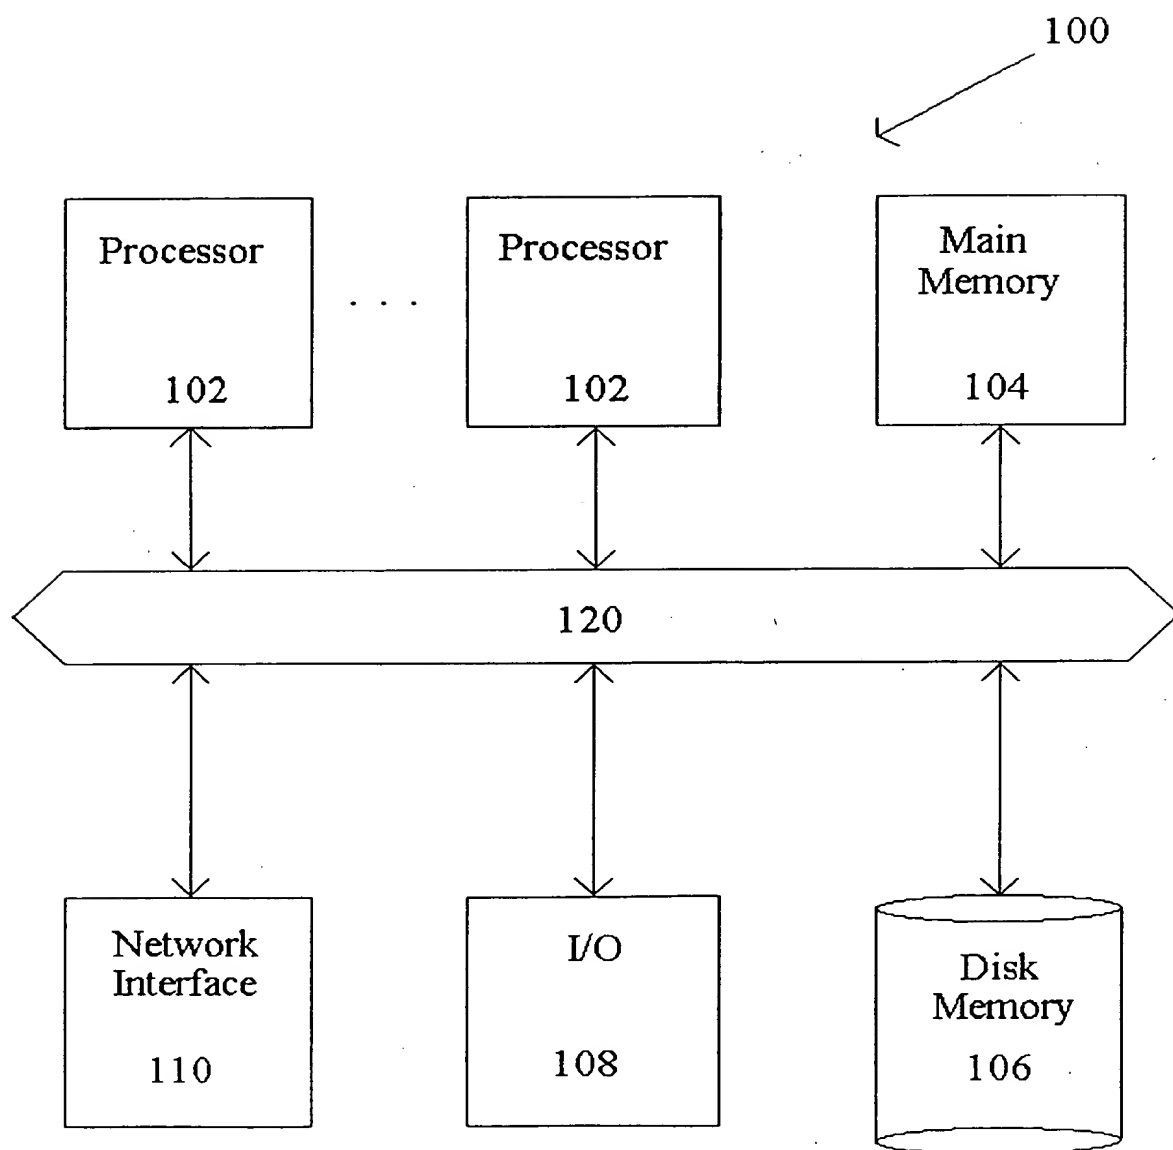 100
Processor
102
. . .
Processor
102
Main
Memory
104
120
Network
Interface
110
I/O
108
Disk
Memory
106